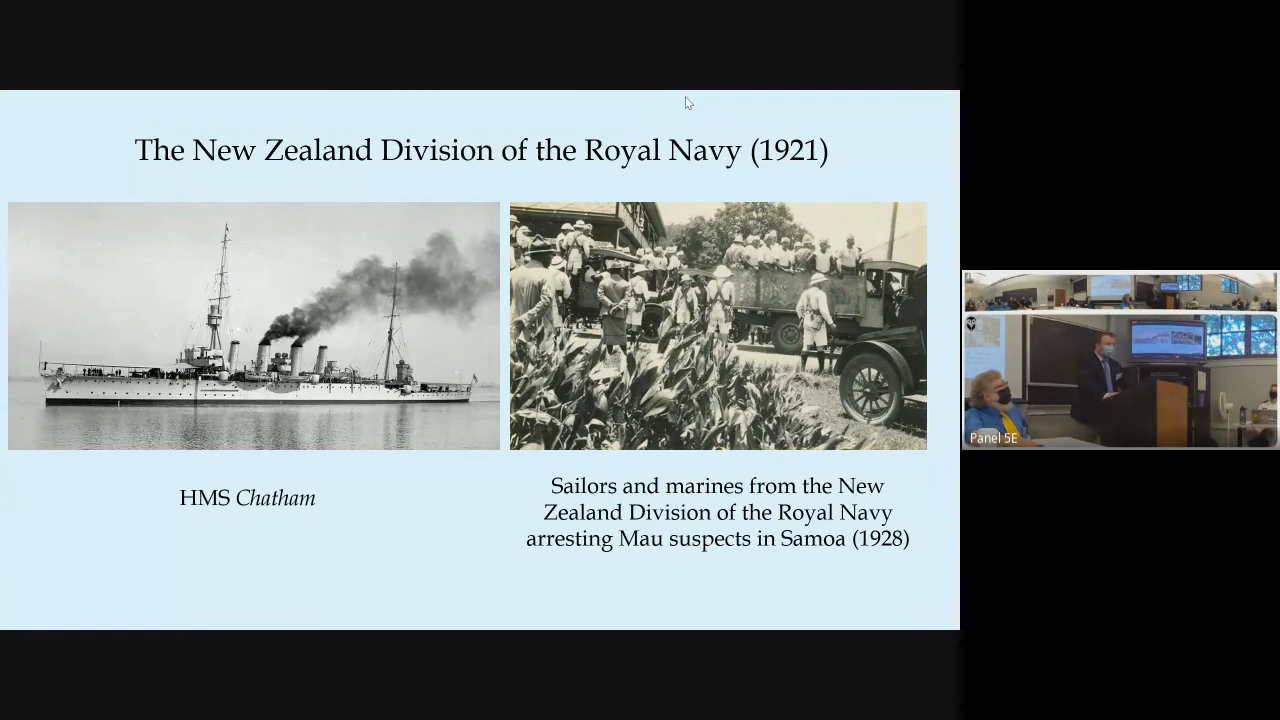 The New Zealand Division of the Royal Navy (1921)
HMS Chatham
Sailors and marines from the New
Zealand Division of the Royal Navy
arresting Mau suspects in Samoa (1928)
Panel 5E